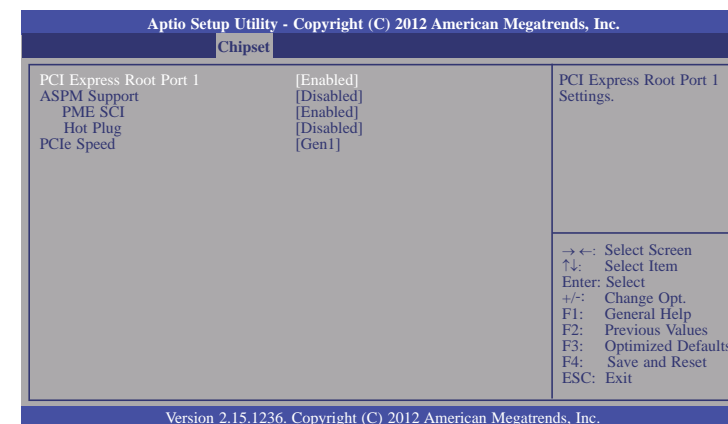 Aptio Setup Utility - Copyright (C) 2012 American Megatrends, Inc.
Chipset
PCI Express Root Port 1 [Enabled]
ASPM Support [Disabled]
PME SCI [Enabled]
Hot Plug [Disabled]
PCIe Speed [Gen1]
PCI Express Root Port 1
Settings.
→ ←: Select Screen
↑↓: Select Item
Enter: Select
+/-: Change Opt.
F1: General Help
F2: Previous Values
F3: Optimized Defaults
F4: Save and Reset
ESC: Exit
Version 2.15.1236. Copyright (C) 2012 American Megatrends, Inc.